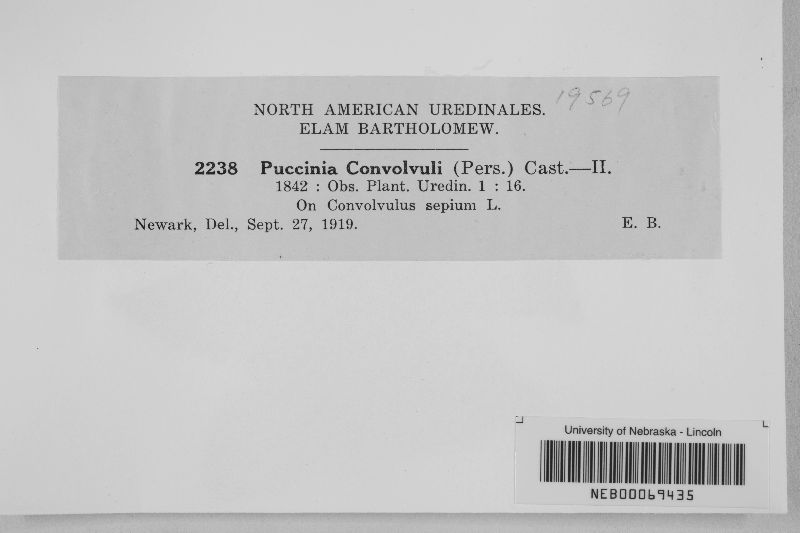 19569
NORTH AMERICAN UREDINALES.
ELAM BARTHOLOMEW.
2238 Puccinia Convolvuli (Pers.) Cast.—II.
1842 : Obs. Plant. Uredin. 1 : 16.
On Convolvulus sepium L.
Newark, Del., Sept. 27, 1919. E. B.
University of Nebraska - Lincoln
NEB00069435